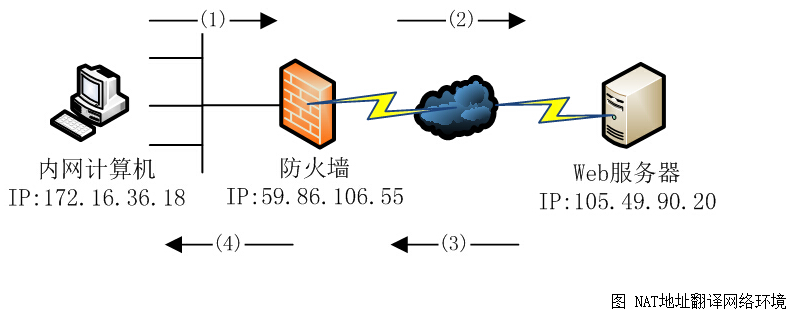 (1)
(2)
内网计算机
IP:172.16.36.18
防火墙
IP:59.86.106.55
Web服务器
IP:105.49.90.20
(4)
(3)
图 NAT地址翻译网络环境